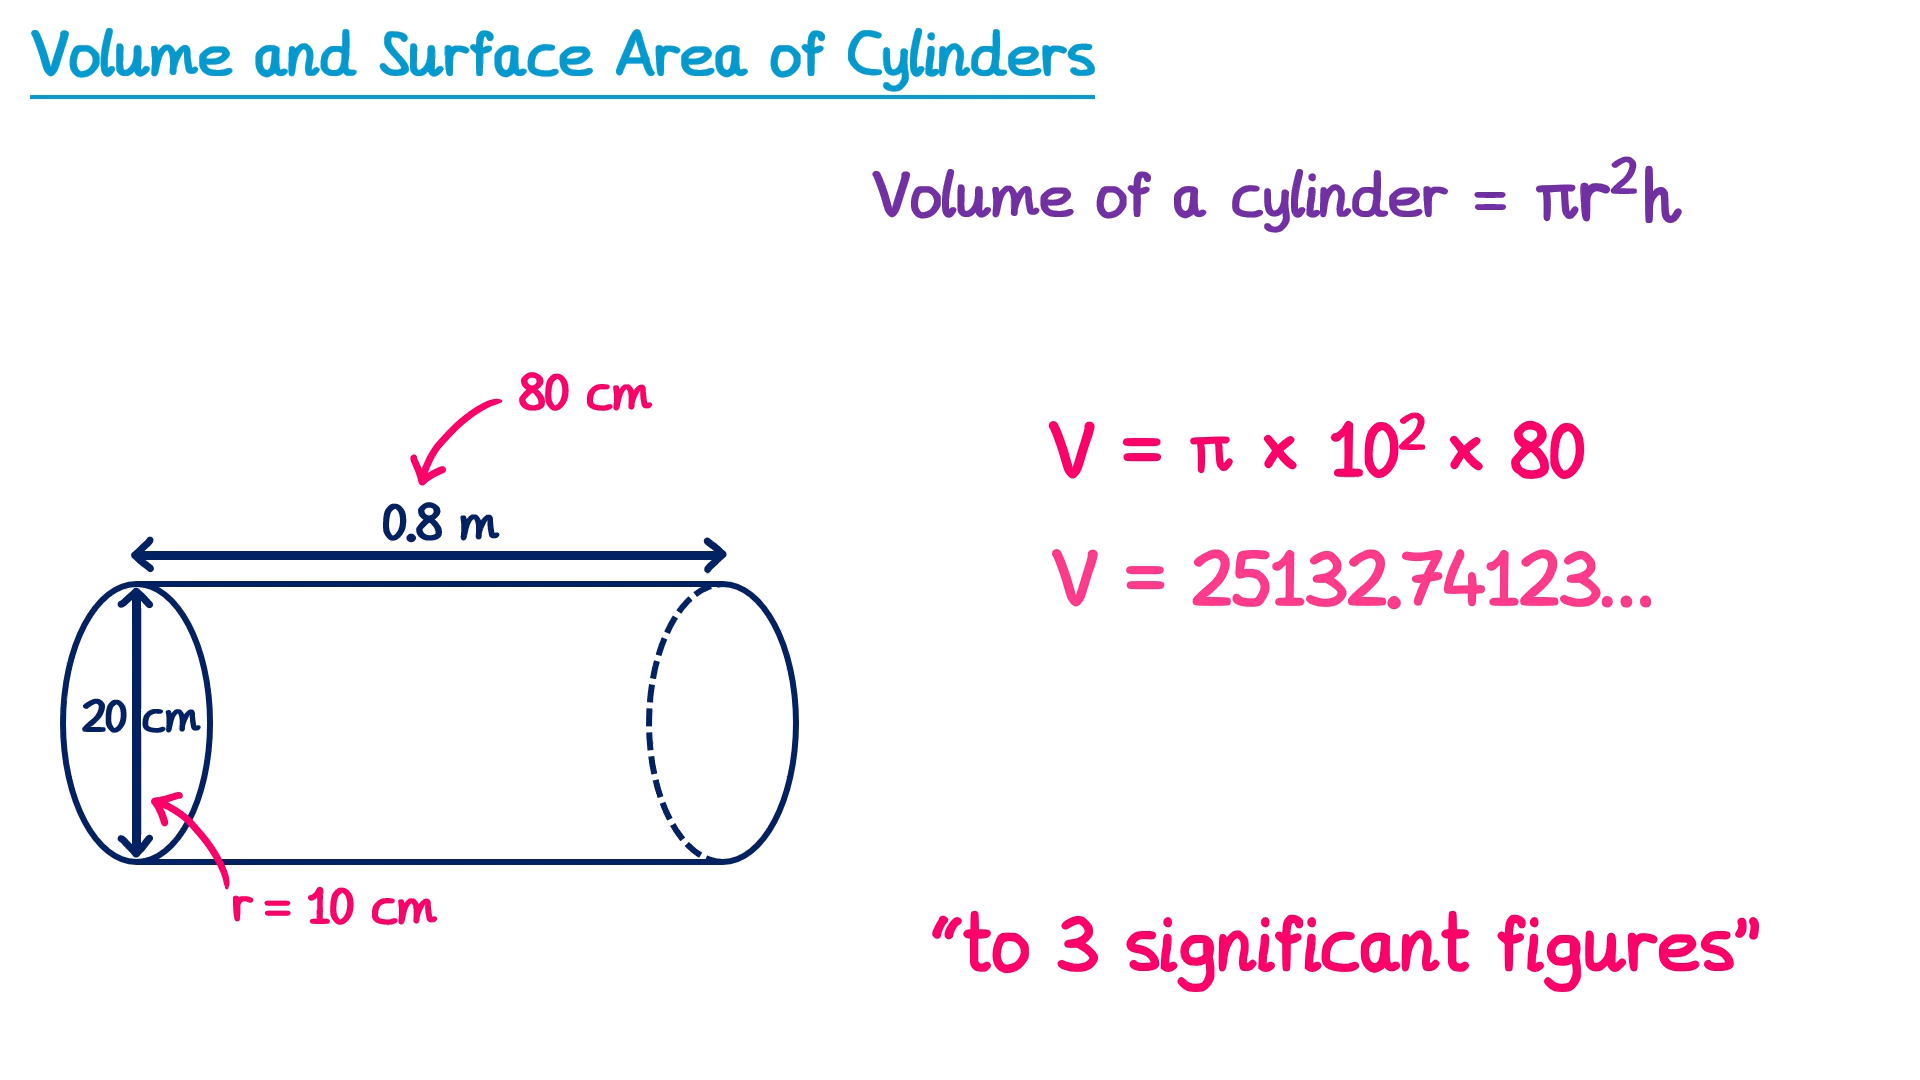 Volume and Surface Area of Cylinders
Volume of a cylinder = πr²h
80 cm
0.8 m
20 cm
r = 10 cm
V = π × 10² × 80
V = 25132.74123...
“to 3 significant figures”